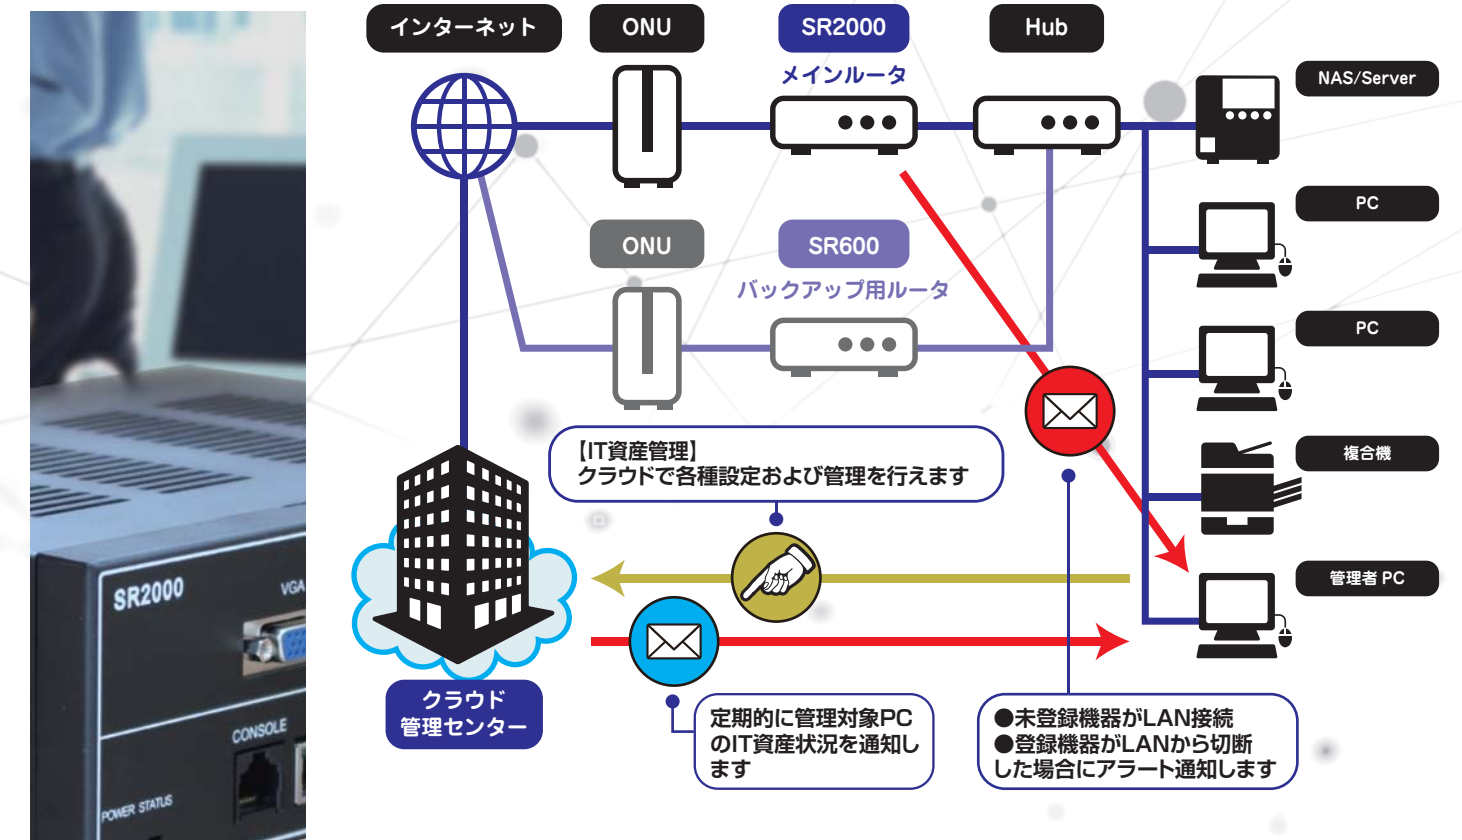 インターネット
ONU
SR2000
Hub
メインルータ
NAS/Server
PC
ONU
SR600
バックアップ用ルータ
PC
【IT資産管理】
クラウドで各種設定および管理を行えます
複合機
管理者 PC
クラウド
管理センター
定期的に管理対象PC
のIT資産状況を通知し
ます
●未登録機器がLAN接続
●登録機器がLANから切断
した場合にアラート通知します
SR2000
VGA
CONSOLE
POWER STATUS